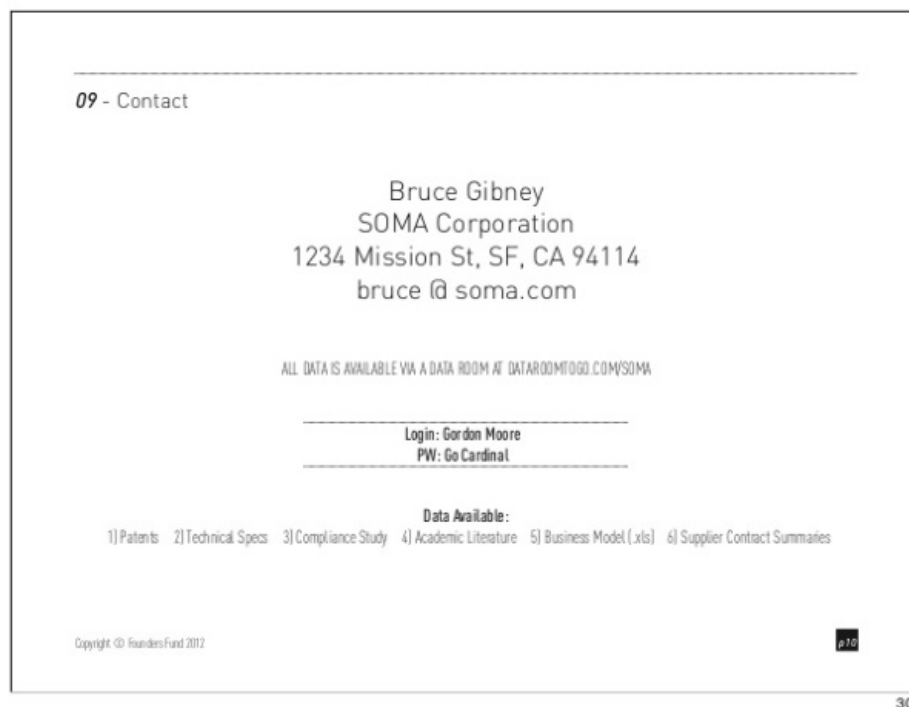 09 - Contact
Bruce Gibney
SOMA Corporation
1234 Mission St, SF, CA 94114
bruce @ soma.com
ALL DATA IS AVAILABLE VIA A DATA ROOM AT DATAROOMTOGO.COM/SOMA
Login: Gordon Moore
PW: Go Cardinal
Data Available:
1) Patents 2) Technical Specs 3) Compliance Study 4) Academic Literature 5) Business Model (.xls) 6) Supplier Contract Summaries
Copyright © Founders Fund 2012
p10
30